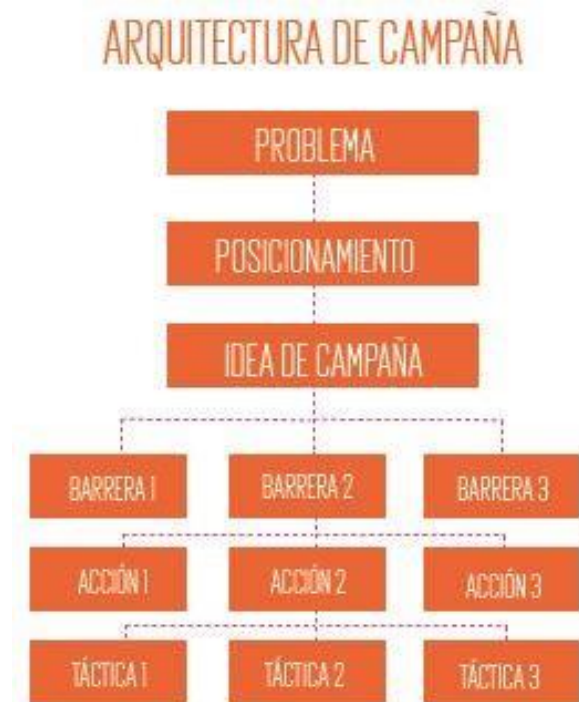 ARQUITECTURA DE CAMPAÑA
PROBLEMA
POSICIONAMIENTO
IDEA DE CAMPAÑA
BARRERA 1
BARRERA 2
BARRERA 3
ACCIÓN 1
ACCIÓN 2
ACCIÓN 3
TÁCTICA 1
TÁCTICA 2
TÁCTICA 3